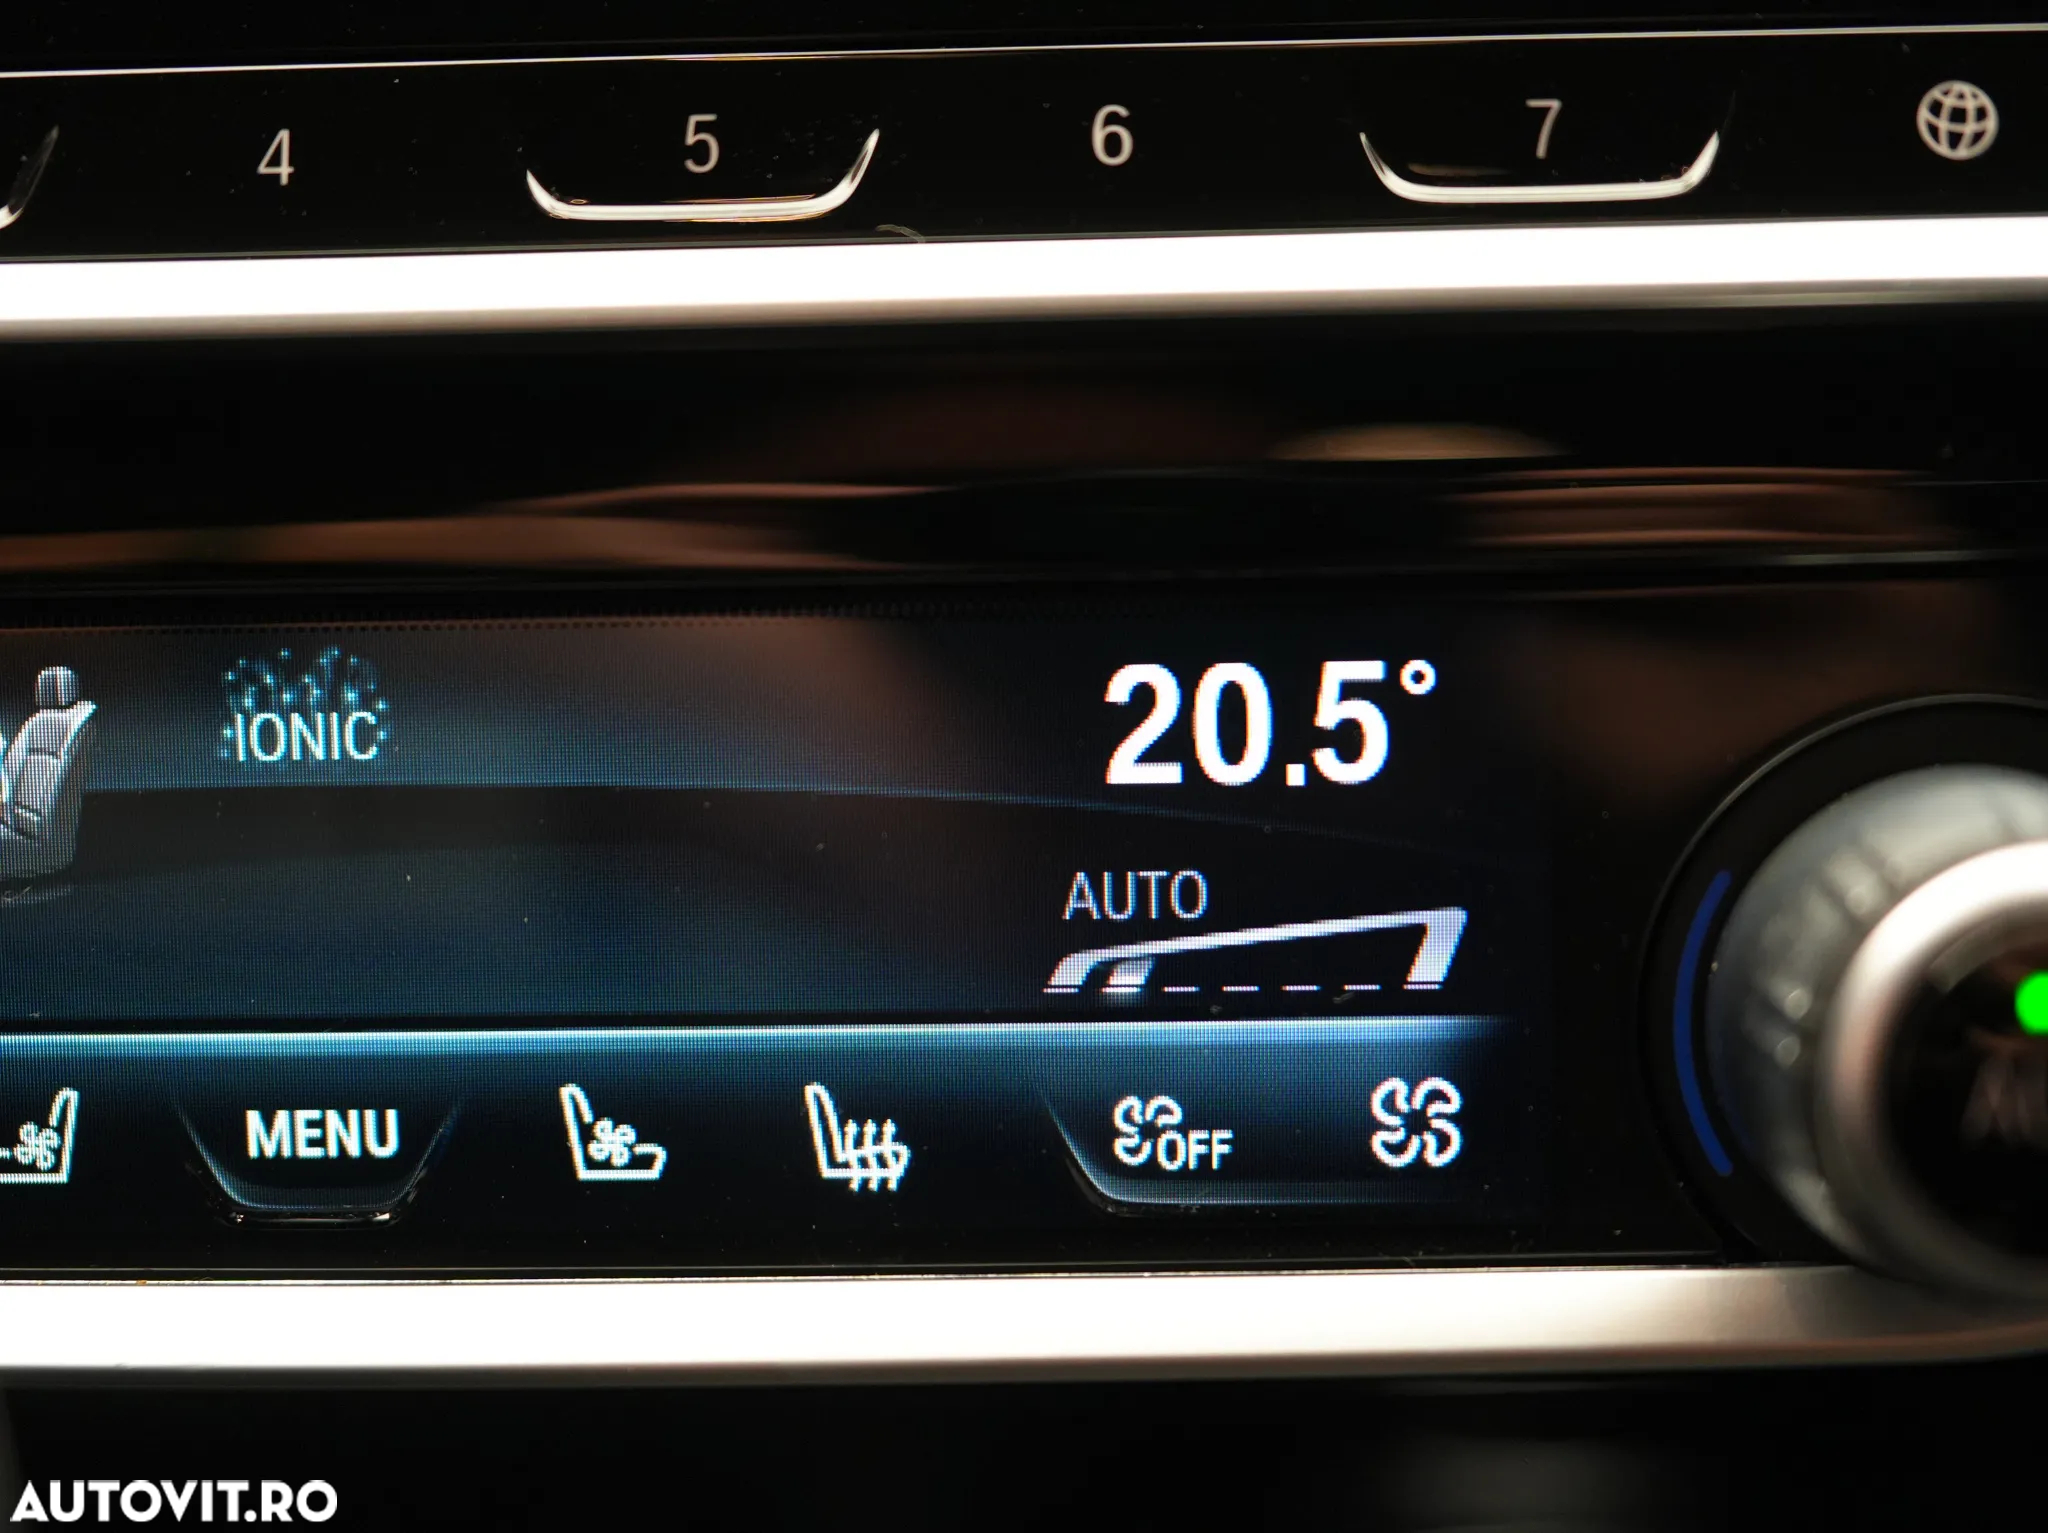 4 5 6 7
IONIC
20.5°
AUTO
MENU OFF
AUTOVIT.RO